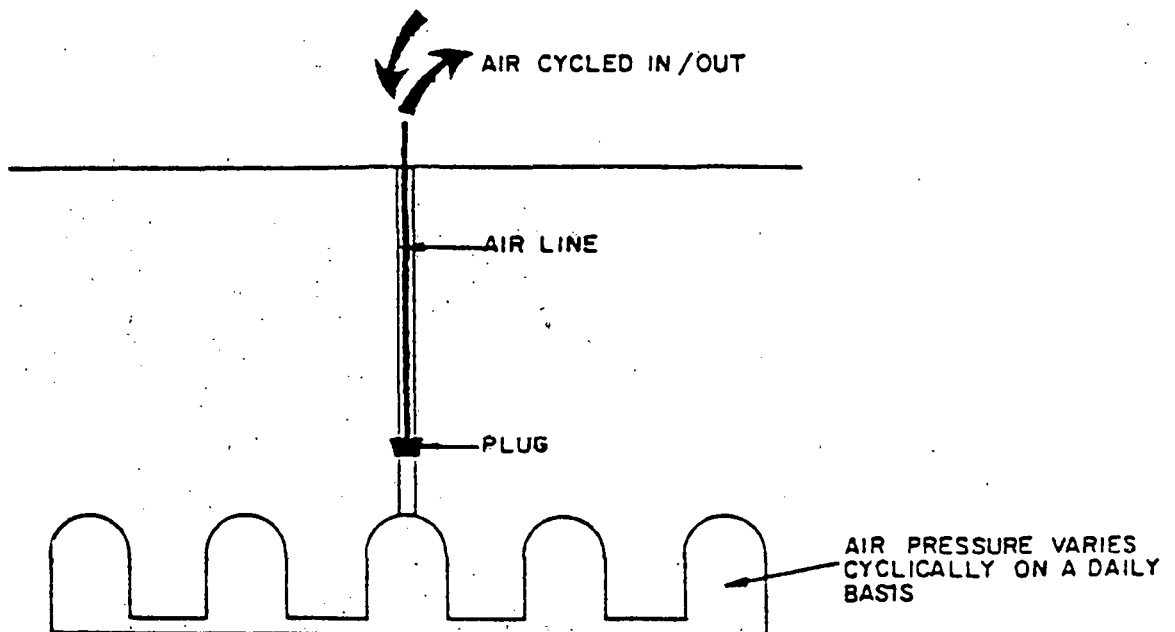 AIR CYCLED IN/OUT
AIR LINE
PLUG
AIR PRESSURE VARIES
CYCLICALLY ON A DAILY
BASIS